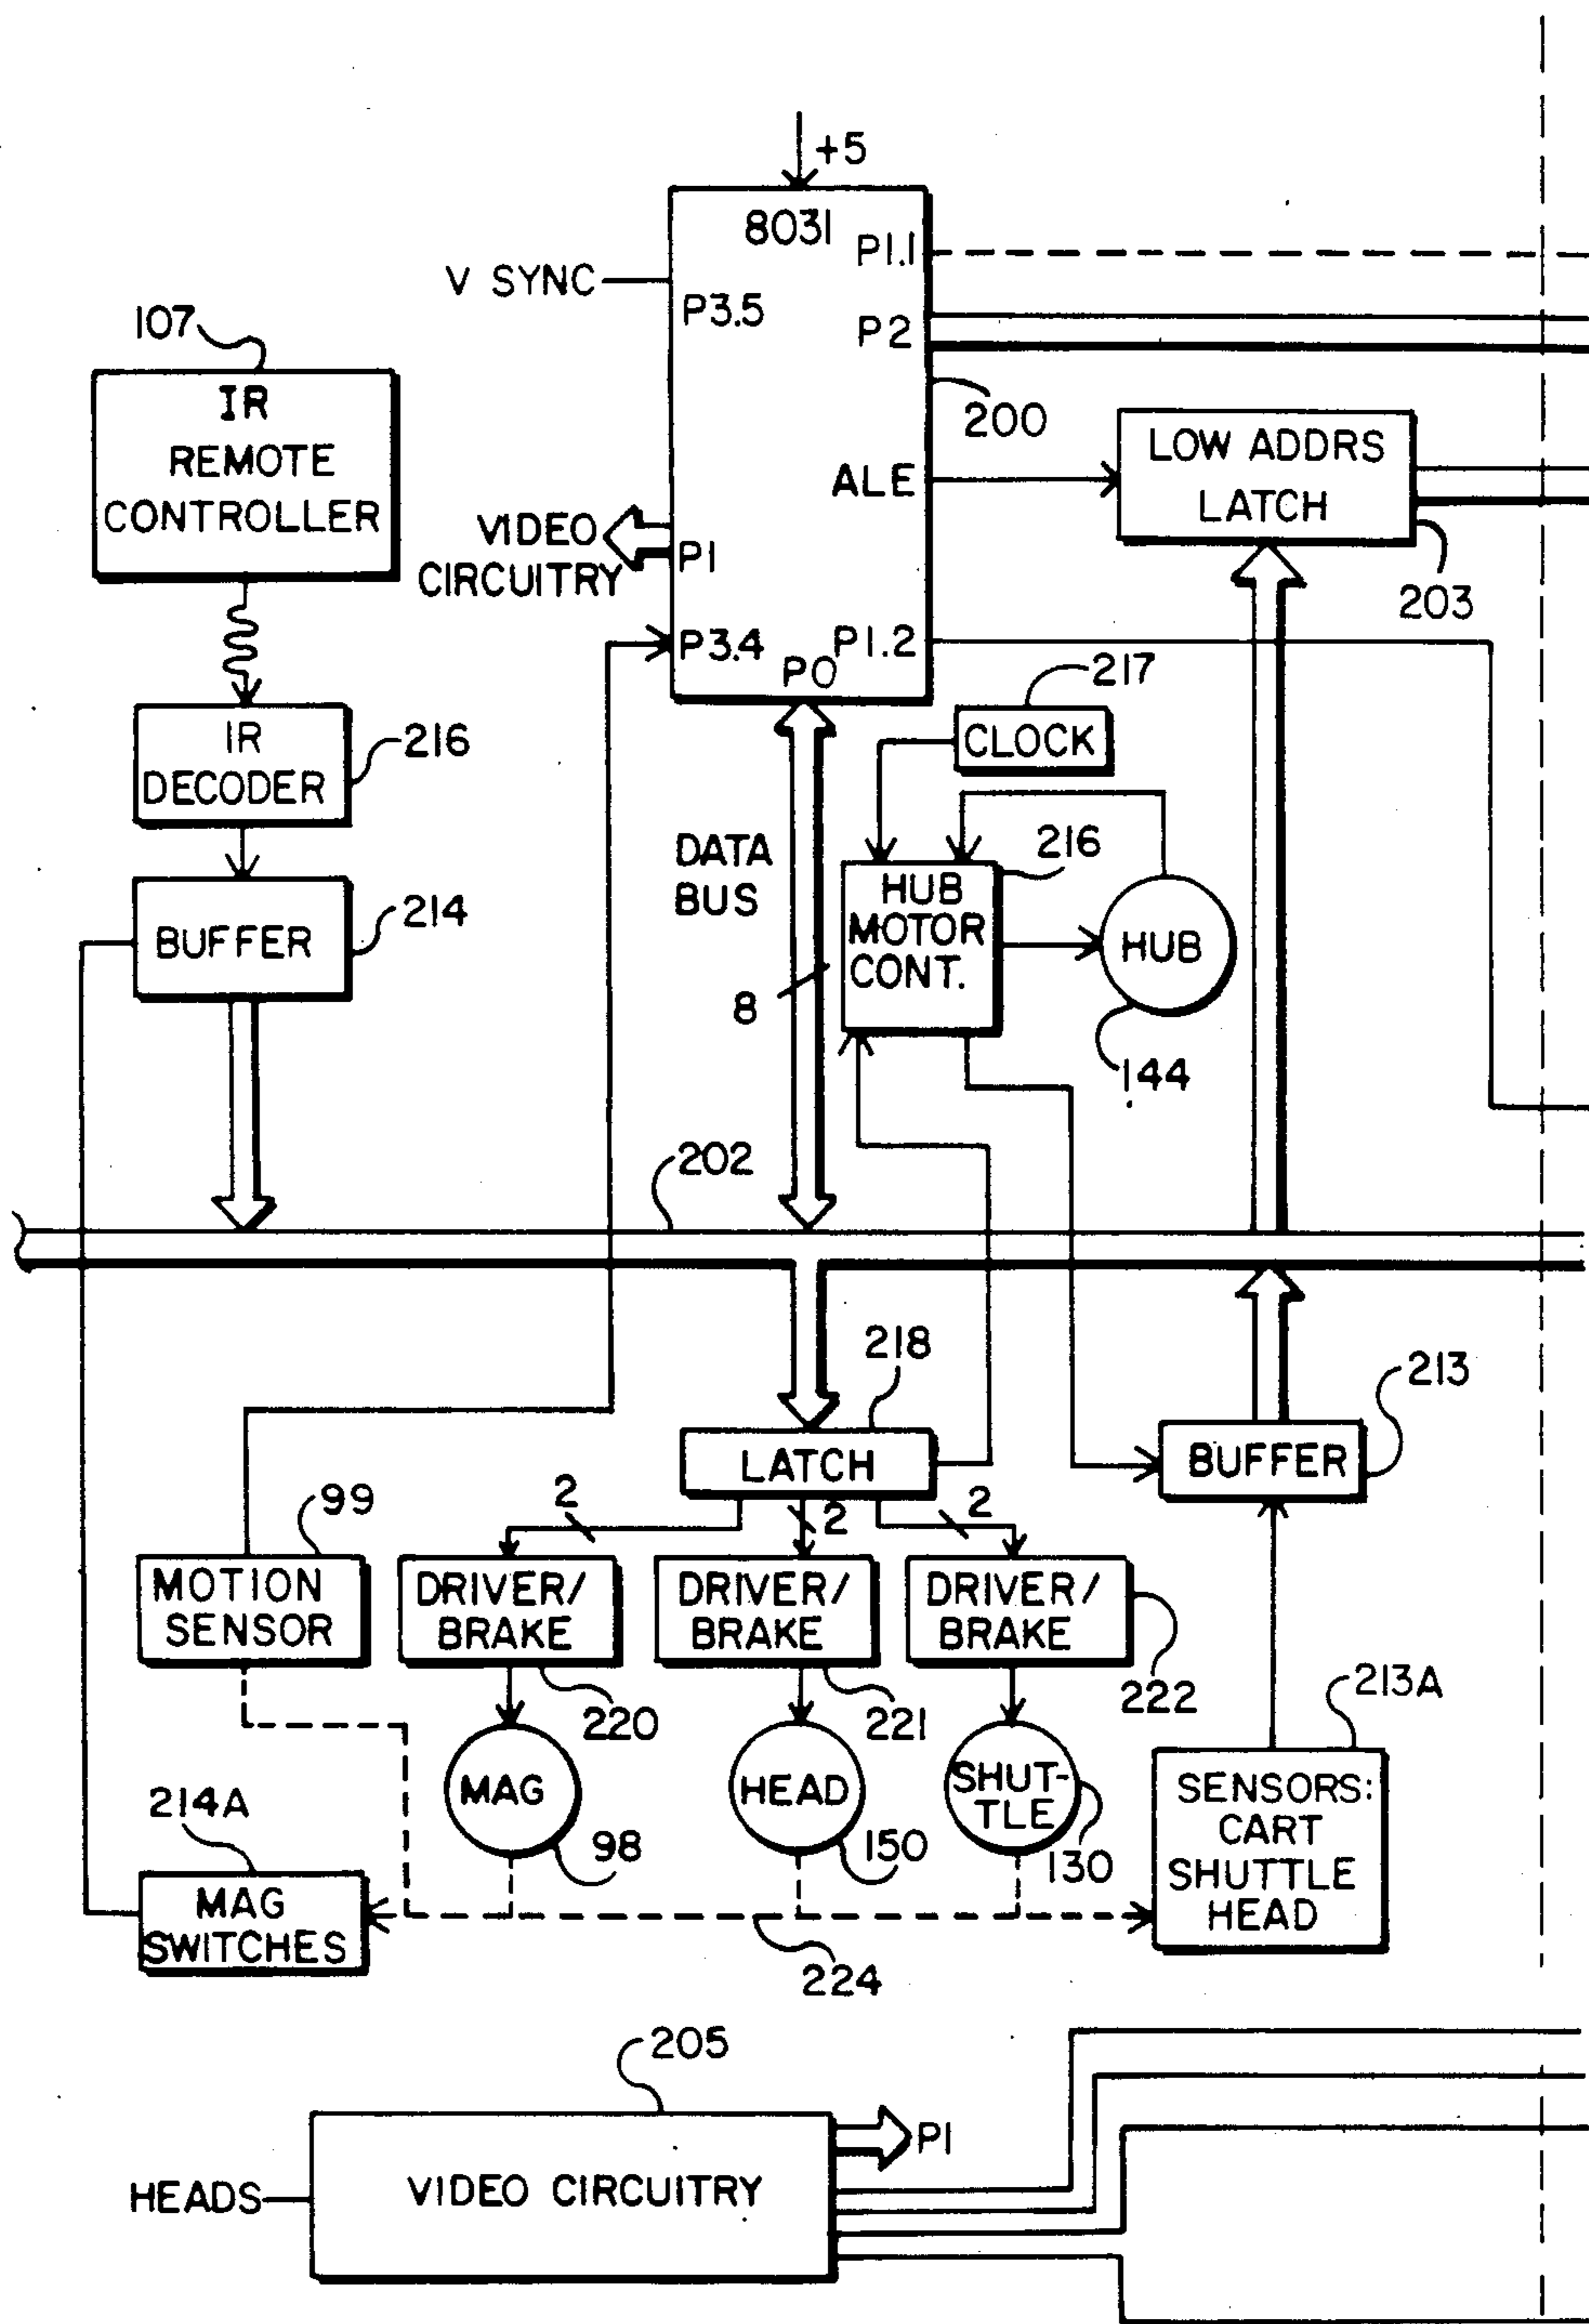 +5
8031
P1.1
V SYNC
P3.5
P2
107
IR
REMOTE
CONTROLLER
200
LOW ADDRS
LATCH
ALE
VIDEO
CIRCUITRY
P1
203
P3.4
P1.2
PO
217
CLOCK
IR
DECODER
216
DATA
BUS
216
HUB
MOTOR
CONT.
HUB
BUFFER
214
8
144
202
218
213
LATCH
BUFFER
2
2
2
99
MOTION
SENSOR
DRIVER/
BRAKE
DRIVER/
BRAKE
DRIVER/
BRAKE
220
221
222
213A
MAG
HEAD
SHUT-
TLE
SENSORS:
CART
SHUTTLE
HEAD
214A
98
150
130
MAG
SWITCHES
224
205
P1
HEADS
VIDEO CIRCUITRY